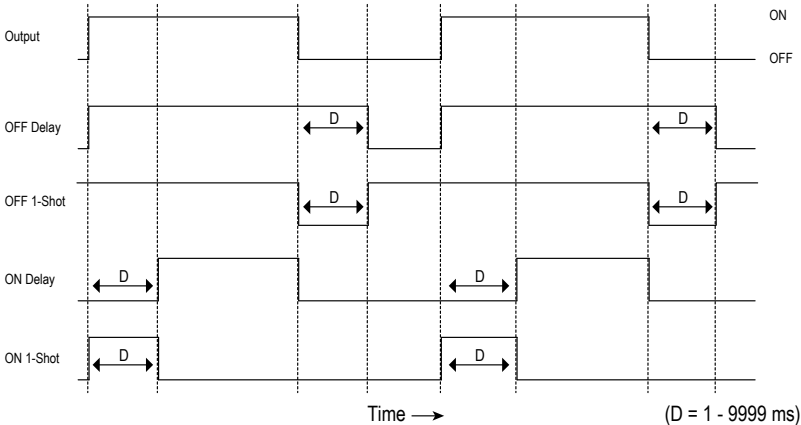 Output
ON
OFF
OFF Delay
D
D
OFF 1-Shot
D
D
ON Delay
D
D
ON 1-Shot
D
D
Time
(D = 1 - 9999 ms)